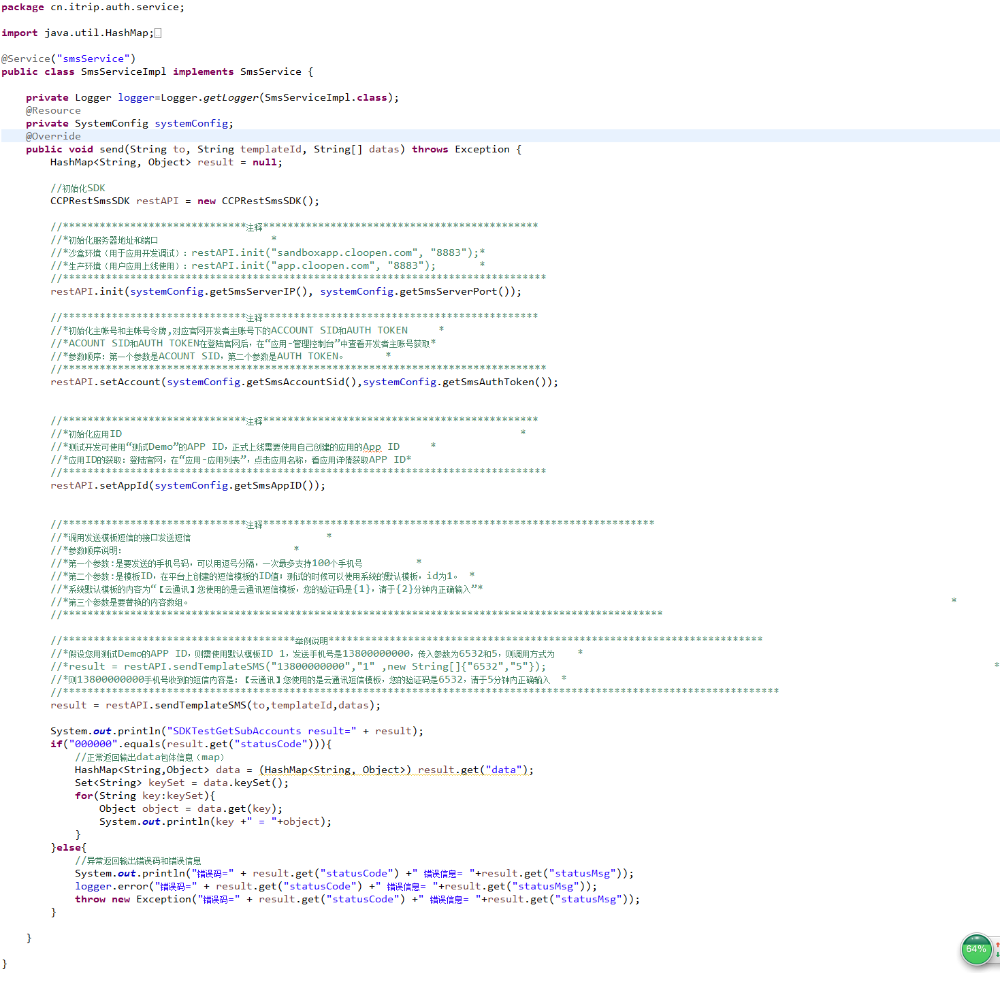 package cn.itrip.auth.service;
import java.util.HashMap;
@Service("smsService")
public class SmsServiceImpl implements SmsService {
private Logger logger=Logger.getLogger(SmsServiceImpl.class);
@Resource
private SystemConfig systemConfig;
@Override
public void send(String to, String templateId, String[] datas) throws Exception {
HashMap<String, Object> result = null;
//初始化SDK
CCPRestSmsSDK restAPI = new CCPRestSmsSDK();
//******************************注释*********************************************
//*初始化服务器地址和端口 *
//*沙盒环境（用于应用开发调试）：restAPI.init("sandboxapp.cloopen.com", "8883");*
//*生产环境（用户应用上线使用）：restAPI.init("app.cloopen.com", "8883"); *
//*******************************************************************************
restAPI.init(systemConfig.getSmsServerIP(), systemConfig.getSmsServerPort());
//******************************注释*********************************************
//*初始化主帐号和主帐号令牌,对应官网开发者主账号下的ACCOUNT SID和AUTH TOKEN *
//*ACOUNT SID和AUTH TOKEN在登陆官网后，在“应用-管理控制台”中查看开发者主账号获取*
//*参数顺序：第一个参数是ACOUNT SID，第二个参数是AUTH TOKEN。 *
//*******************************************************************************
restAPI.setAccount(systemConfig.getSmsAccountSid(),systemConfig.getSmsAuthToken());
//******************************注释*********************************************
//*初始化应用ID *
//*测试开发可使用“测试Demo”的APP ID，正式上线需要使用自己创建的应用的App ID *
//*应用ID的获取：登陆官网，在“应用-应用列表”，点击应用名称，看应用详情获取APP ID*
//*******************************************************************************
restAPI.setAppId(systemConfig.getSmsAppID());
//******************************注释****************************************************************
//*调用发送模板短信的接口发送短信 *
//*参数顺序说明： *
//*第一个参数:是要发送的手机号码，可以用逗号分隔，一次最多支持100个手机号 *
//*第二个参数:是模板ID，在平台上创建的短信模板的ID值；测试的时候可以使用系统的默认模板，id为1。 *
//*系统默认模板的内容为“【云通讯】您使用的是云通讯短信模板，您的验证码是{1}，请于{2}分钟内正确输入”*
//*第三个参数是要替换的内容数组。 *
//**************************************************************************************************
//**************************************举例说明***********************************************************************
//*假设您用测试Demo的APP ID，则需使用默认模板ID 1，发送手机号是13800000000，传入参数为6532和5，则调用方式为 *
//*result = restAPI.sendTemplateSMS("13800000000","1" ,new String[]{"6532","5"}); *
//*则13800000000手机号收到的短信内容是：【云通讯】您使用的是云通讯短信模板，您的验证码是6532，请于5分钟内正确输入 *
//*********************************************************************************************************************
result = restAPI.sendTemplateSMS(to,templateId,datas);
System.out.println("SDKTestGetSubAccounts result=" + result);
if("000000".equals(result.get("statusCode"))){
//正常返回输出data包体信息（map）
HashMap<String,Object> data = (HashMap<String, Object>) result.get("data");
Set<String> keySet = data.keySet();
for(String key:keySet){
Object object = data.get(key);
System.out.println(key +" = "+object);
}
}else{
//异常返回输出错误码和错误信息
System.out.println("错误码=" + result.get("statusCode") +" 错误信息= "+result.get("statusMsg"));
logger.error("错误码=" + result.get("statusCode") +" 错误信息= "+result.get("statusMsg"));
throw new Exception("错误码=" + result.get("statusCode") +" 错误信息= "+result.get("statusMsg"));
}
}
}
64%